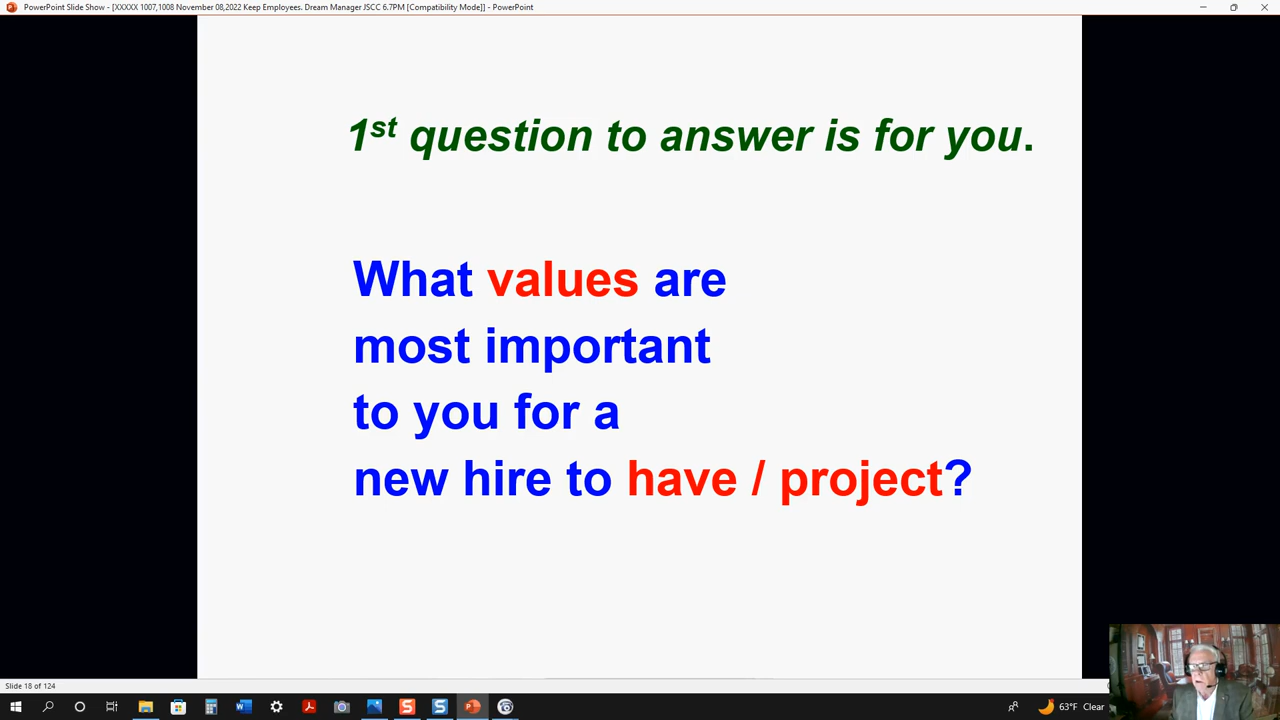 PowerPoint Slide Show - [XXXXX 1007,1008 November 08,2022 Keep Employees. Dream Manager JSCC 6.7PM [Compatibility Mode]] - PowerPoint
1st question to answer is for you.
What values are
most important
to you for a
new hire to have / project?
Slide 18 of 124
63°F Clear